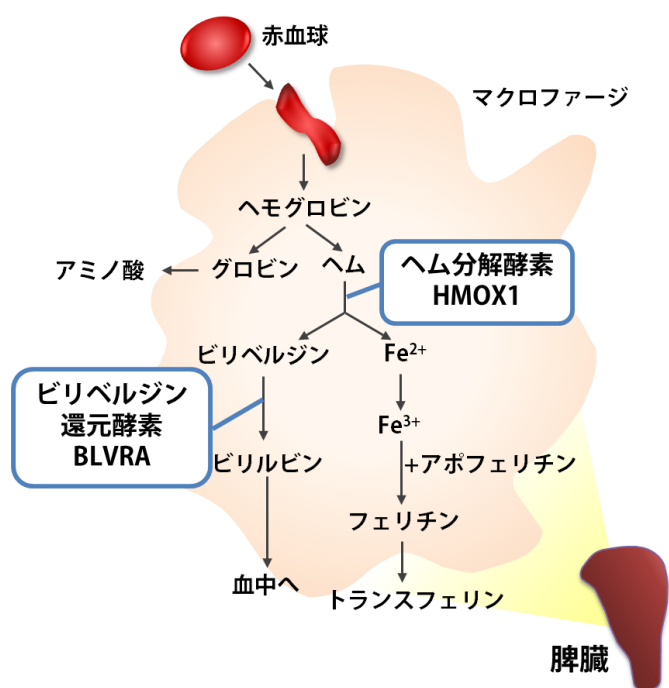 赤血球
マクロファージ
ヘモグロビン
アミノ酸
グロビン
ヘム
ヘム分解酵素
HMOX1
ビリベルジン
Fe²⁺
ビリベルジン
還元酵素
BLVRA
Fe³⁺
ビリルビン
+アポフェリチン
フェリチン
血中へ
トランスフェリン
脾臓